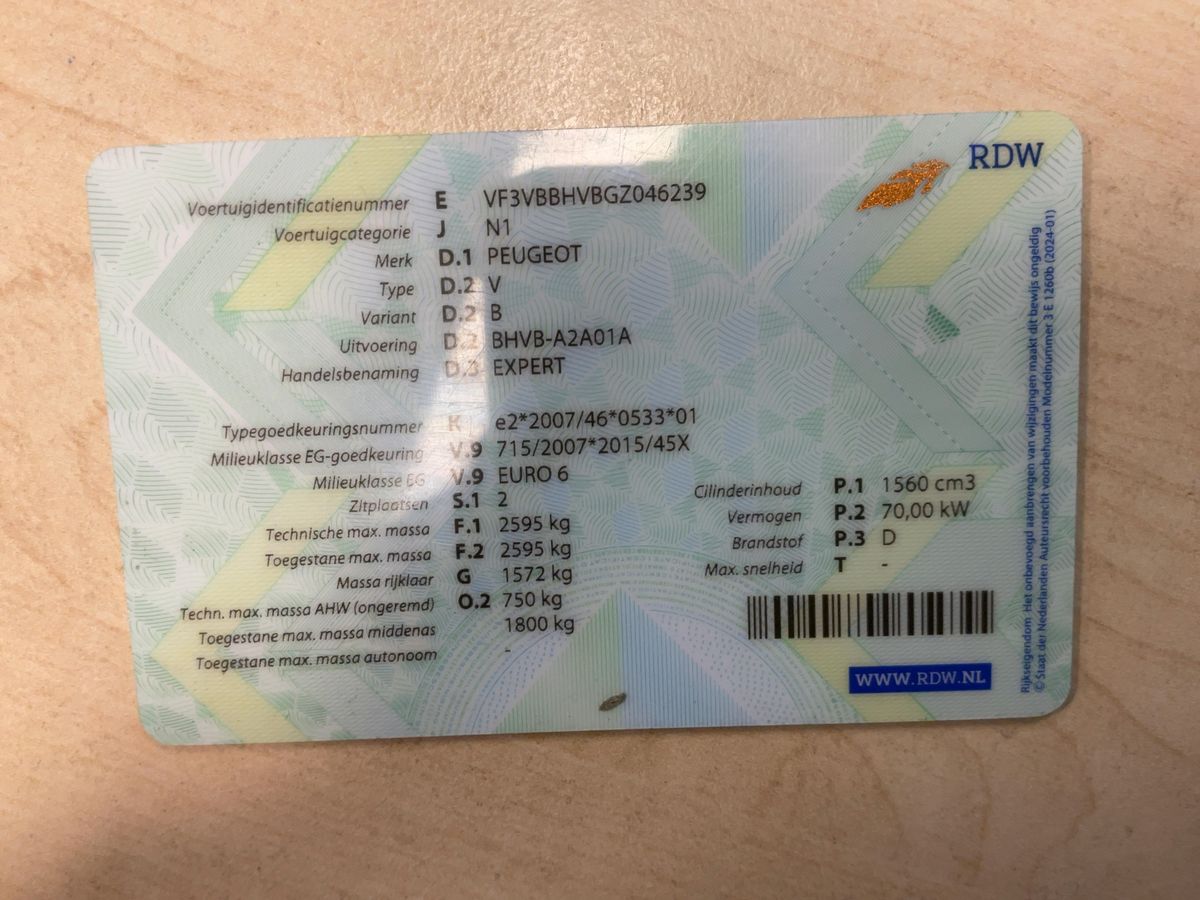 RDW
Voertuigidentificatienummer E VF3VBBHVBGZ046239
Voertuigcategorie J N1
Merk D.1 PEUGEOT
Type D.2 V
Variant D.2 B
Uitvoering D.2 BHVB-A2A01A
Handelsbenaming D.3 EXPERT
Typegoedkeuringsnummer K e2*2007/46*0533*01
Milieuklasse EG-goedkeuring V.9 715/2007*2015/45X
Milieuklasse EG V.9 EURO 6
Zitplaatsen S.1 2
Technische max. massa F.1 2595 kg
Toegestane max. massa F.2 2595 kg
Massa rijklaar G 1572 kg
Techn. max. massa AHW (ongeremd) O.2 750 kg
Toegestane max. massa middenas 1800 kg
Toegestane max. massa autonoom -
Cilinderinhoud P.1 1560 cm3
Vermogen P.2 70,00 kW
Brandstof P.3 D
Max. snelheid T -
WWW.RDW.NL
Rijkseigendom Het onbevoegd aanbrengen van wijzigingen maakt dit bewijs ongeldig
© Staat der Nederlanden Auteursrecht voorbehouden Modelnummer 3 E 1260b (2024-01)